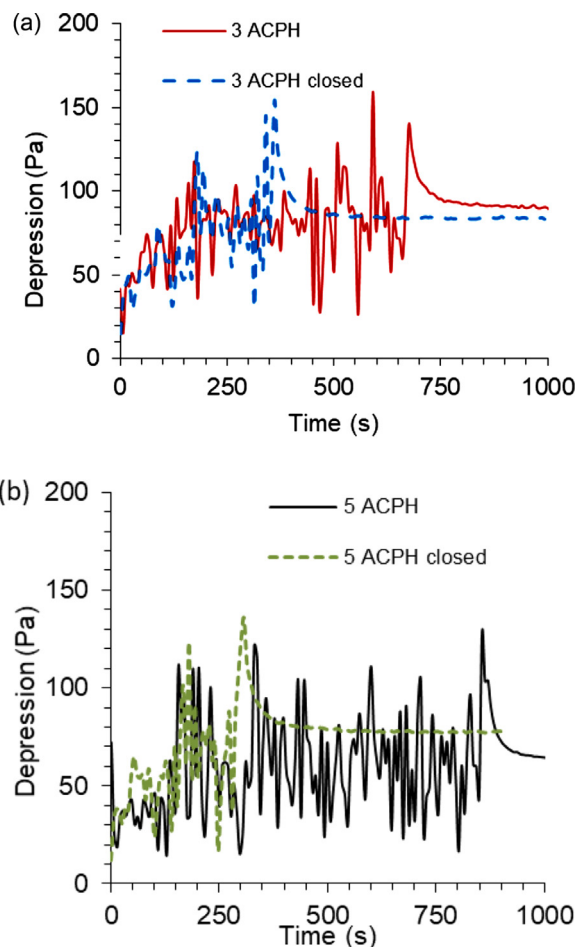 (a)
200
150
100
50
0
Depression (Pa)
3 ACPH
3 ACPH closed
0 250 500 750 1000
Time (s)
(b)
200
150
100
50
0
Depression (Pa)
5 ACPH
5 ACPH closed
0 250 500 750 1000
Time (s)